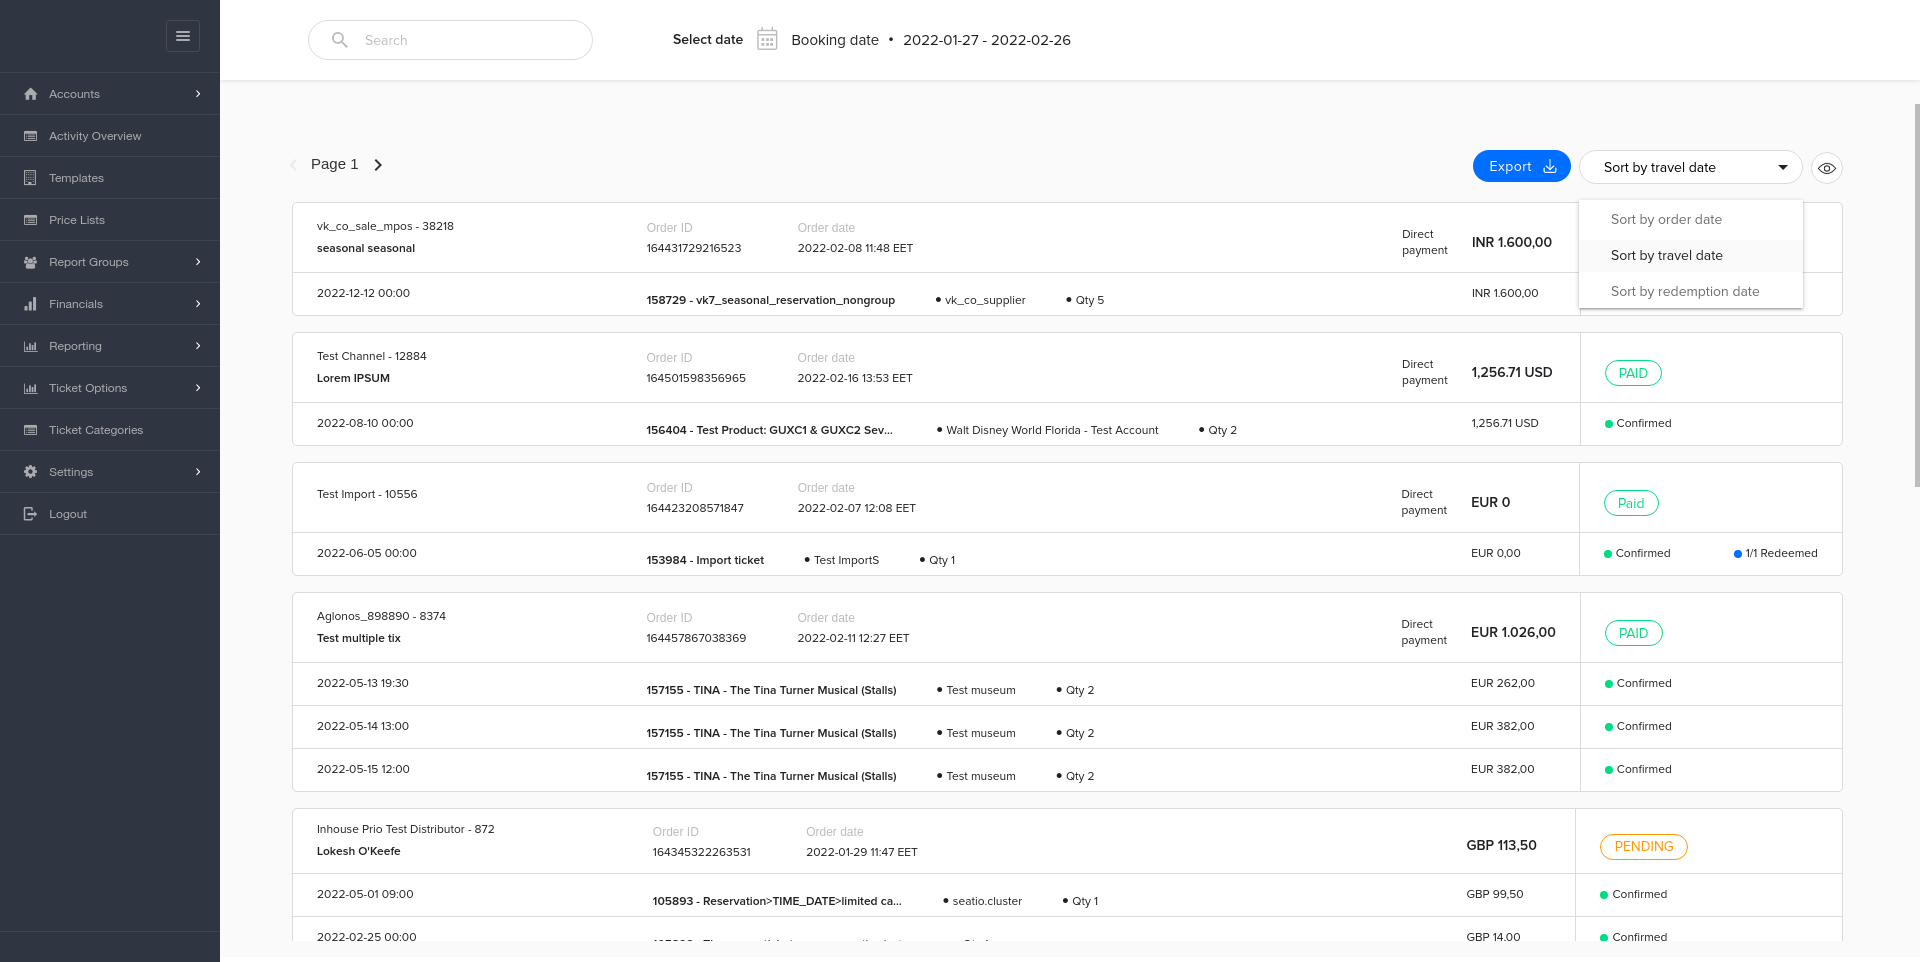 Search
Select date Booking date • 2022-01-27 - 2022-02-26
Accounts
Activity Overview
Templates
Price Lists
Report Groups
Financials
Reporting
Ticket Options
Ticket Categories
Settings
Logout
Page 1
Export
Sort by travel date
Sort by order date
Sort by travel date
Sort by redemption date
vk_co_sale_mpos - 38218
seasonal seasonal
Order ID
164431729216523
Order date
2022-02-08 11:48 EET
Direct
payment
INR 1.600,00
2022-12-12 00:00
158729 - vk7_seasonal_reservation_nongroup • vk_co_supplier • Qty 5
INR 1.600,00
Test Channel - 12884
Lorem IPSUM
Order ID
164501598356965
Order date
2022-02-16 13:53 EET
Direct
payment
1,256.71 USD
PAID
2022-08-10 00:00
156404 - Test Product: GUXC1 & GUXC2 Sev... • Walt Disney World Florida - Test Account • Qty 2
1,256.71 USD
Confirmed
Test Import - 10556
Order ID
164423208571847
Order date
2022-02-07 12:08 EET
Direct
payment
EUR 0
Paid
2022-06-05 00:00
153984 - Import ticket • Test ImportS • Qty 1
EUR 0,00
Confirmed
1/1 Redeemed
Aglonos_898890 - 8374
Test multiple tix
Order ID
164457867038369
Order date
2022-02-11 12:27 EET
Direct
payment
EUR 1.026,00
PAID
2022-05-13 19:30
157155 - TINA - The Tina Turner Musical (Stalls) • Test museum • Qty 2
EUR 262,00
Confirmed
2022-05-14 13:00
157155 - TINA - The Tina Turner Musical (Stalls) • Test museum • Qty 2
EUR 382,00
Confirmed
2022-05-15 12:00
157155 - TINA - The Tina Turner Musical (Stalls) • Test museum • Qty 2
EUR 382,00
Confirmed
Inhouse Prio Test Distributor - 872
Lokesh O'Keefe
Order ID
164345322263531
Order date
2022-01-29 11:47 EET
GBP 113,50
PENDING
2022-05-01 09:00
105893 - Reservation>TIME_DATE>limited ca... • seatio.cluster • Qty 1
GBP 99,50
Confirmed
2022-02-25 00:00
GBP 14,00
Confirmed